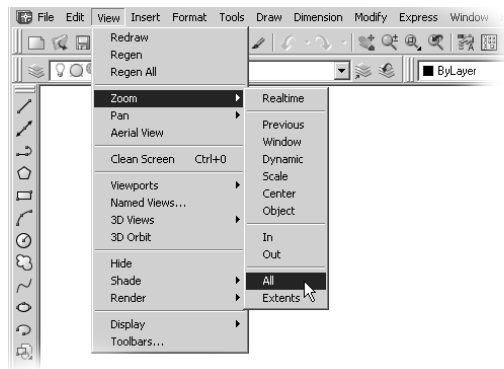 File Edit View Insert Format Tools Draw Dimension Modify Express Window
Redraw
Regen
Regen All
ByLayer
Zoom
Pan
Aerial View
Clean Screen Ctrl+0
Viewports
Named Views...
3D Views
3D Orbit
Hide
Shade
Render
Display
Toolbars...
Realtime
Previous
Window
Dynamic
Scale
Center
Object
In
Out
All
Extents